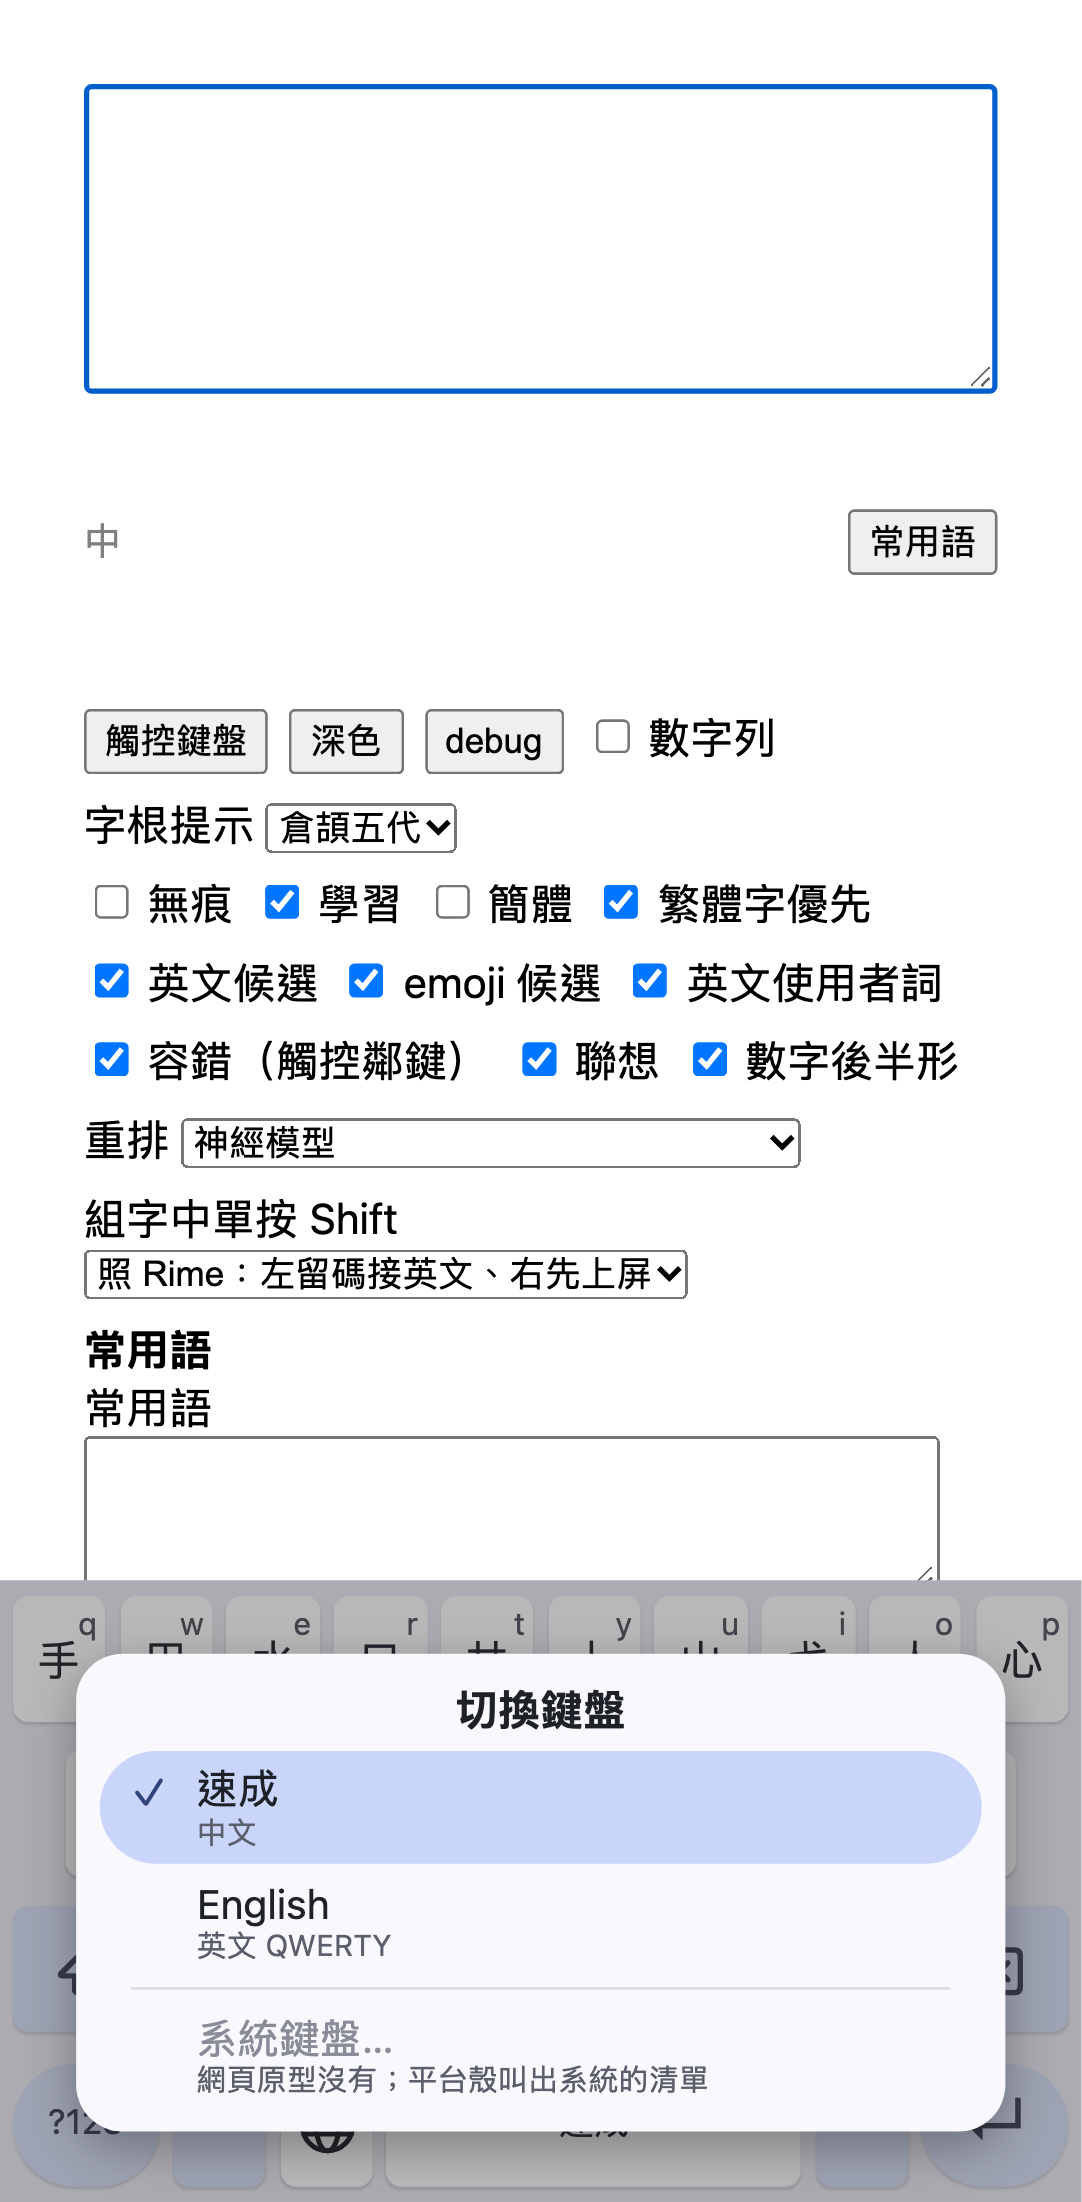 中 常用語
觸控鍵盤 深色 debug 數字列
字根提示 倉頡五代
無痕 學習 簡體 繁體字優先
英文候選 emoji 候選 英文使用者詞
容錯（觸控鄰鍵） 聯想 數字後半形
重排 神經模型
組字中單按 Shift
照 Rime：左留碼接英文、右先上屏
常用語
常用語
q w e r t y u i o p
手 心
切換鍵盤
速成
中文
English
英文 QWERTY
系統鍵盤…
網頁原型沒有；平台殼叫出系統的清單